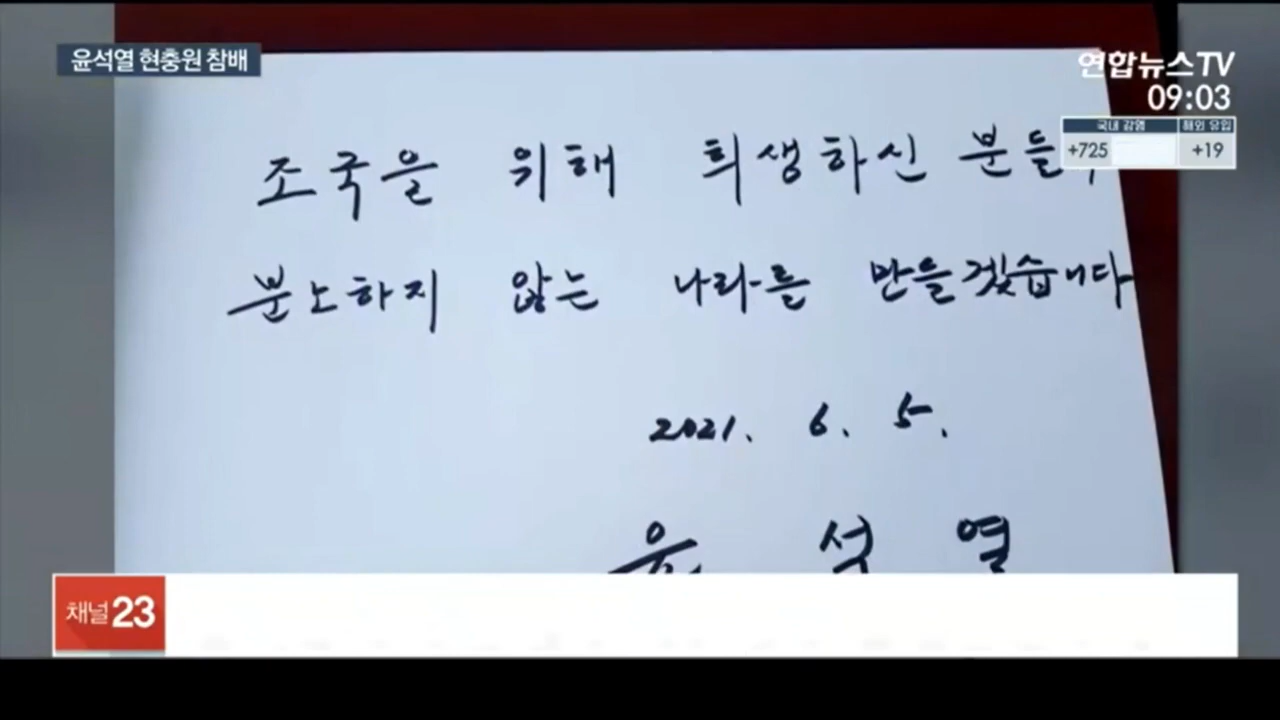 윤석열 현충원 참배
연합뉴스TV
09:03
국내 감염 해외 유입
+725 +19
조국을 위해 희생하신 분들
분노하지 않는 나라를 만들겠습니다
2021. 6. 5.
윤 석 열
채널 23